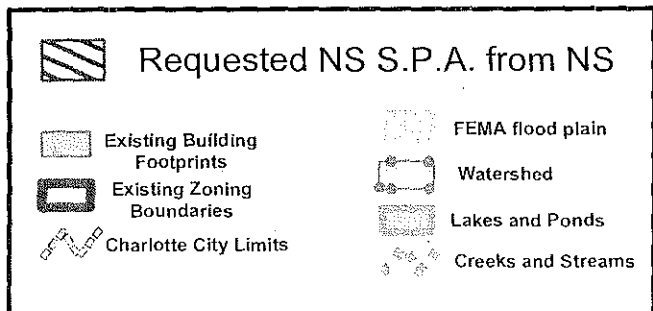 Requested NS S.P.A. from NS
Existing Building
Footprints
Existing Zoning
Boundaries
Charlotte City Limits
FEMA flood plain
Watershed
Lakes and Ponds
Creeks and Streams